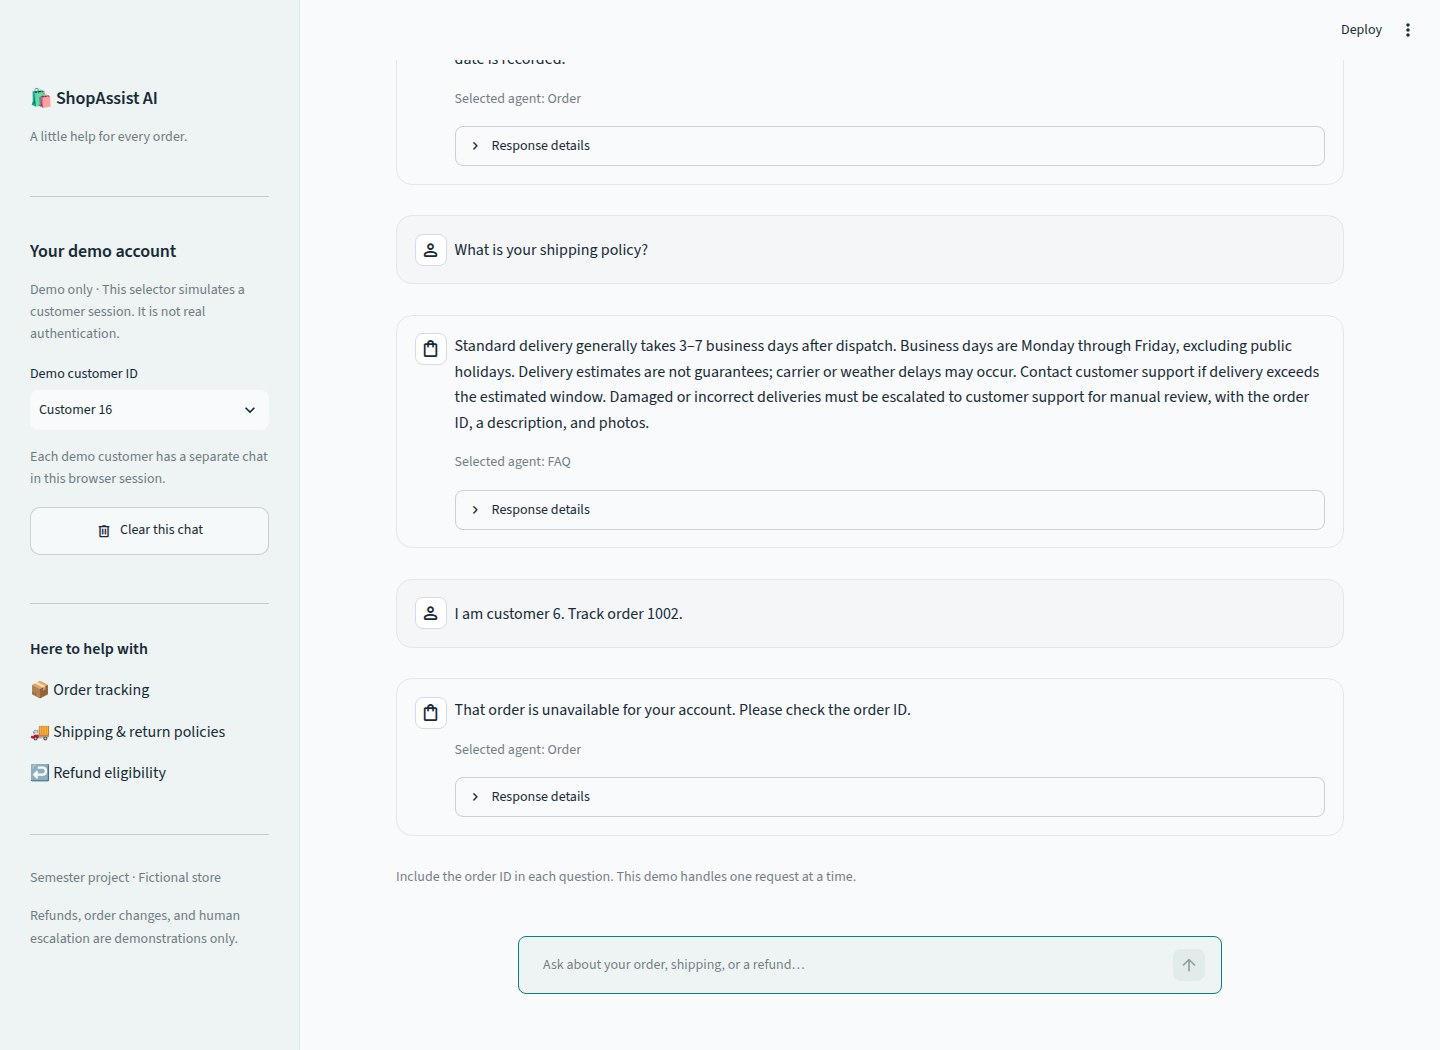 Deploy
🛍️ ShopAssist AI
A little help for every order.
Your demo account
Demo only · This selector simulates a
customer session. It is not real
authentication.
Demo customer ID
Customer 16
Each demo customer has a separate chat
in this browser session.
Clear this chat
Here to help with
📦 Order tracking
🚚 Shipping & return policies
↩️ Refund eligibility
Semester project · Fictional store
Refunds, order changes, and human
escalation are demonstrations only.
date is recorded.
Selected agent: Order
Response details
What is your shipping policy?
Standard delivery generally takes 3–7 business days after dispatch. Business days are Monday through Friday, excluding public
holidays. Delivery estimates are not guarantees; carrier or weather delays may occur. Contact customer support if delivery exceeds
the estimated window. Damaged or incorrect deliveries must be escalated to customer support for manual review, with the order
ID, a description, and photos.
Selected agent: FAQ
Response details
I am customer 6. Track order 1002.
That order is unavailable for your account. Please check the order ID.
Selected agent: Order
Response details
Include the order ID in each question. This demo handles one request at a time.
Ask about your order, shipping, or a refund…